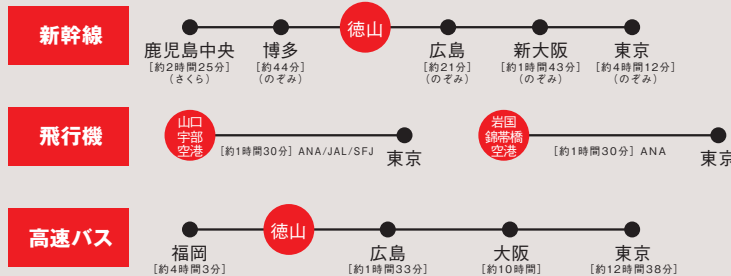 新幹線
徳山
鹿児島中央 博多 広島 新大阪 東京
[約2時間25分] [約44分] [約21分] [約1時間43分] [約4時間12分]
(さくら) (のぞみ) (のぞみ) (のぞみ) (のぞみ)
飛行機
山口
宇部
空港
[約1時間30分] ANA/JAL/SFJ
東京
岩国
錦帯橋
空港
[約1時間30分] ANA
東京
高速バス
徳山
福岡 広島 大阪 東京
[約4時間3分] [約1時間33分] [約10時間] [約12時間38分]